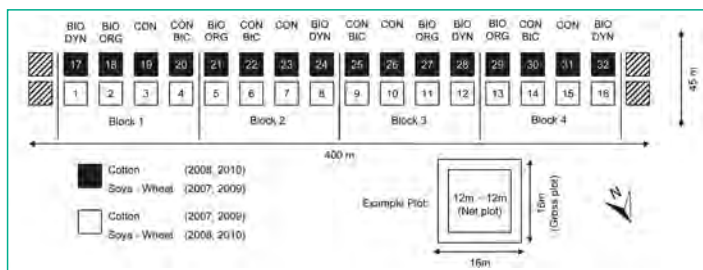 BIO DYN BIO ORG CON CON BIC BIO ORG CON BIC CON BIO DYN CON BIC CON BIO ORG BIO DYN BIO ORG CON BIC CON BIO DYN
17 18 19 20 21 22 23 24 25 26 27 28 29 30 31 32
1 2 3 4 5 6 7 8 9 10 11 12 13 14 15 16
Block 1 Block 2 Block 3 Block 4
45 m
400 m
Cotton (2008, 2010)
Soya - Wheat (2007, 2009)
Cotton (2007, 2009)
Soya - Wheat (2008, 2010)
Example Plot:
12m - 12m
(Net plot)
16m
(Gross plot)
16m
N